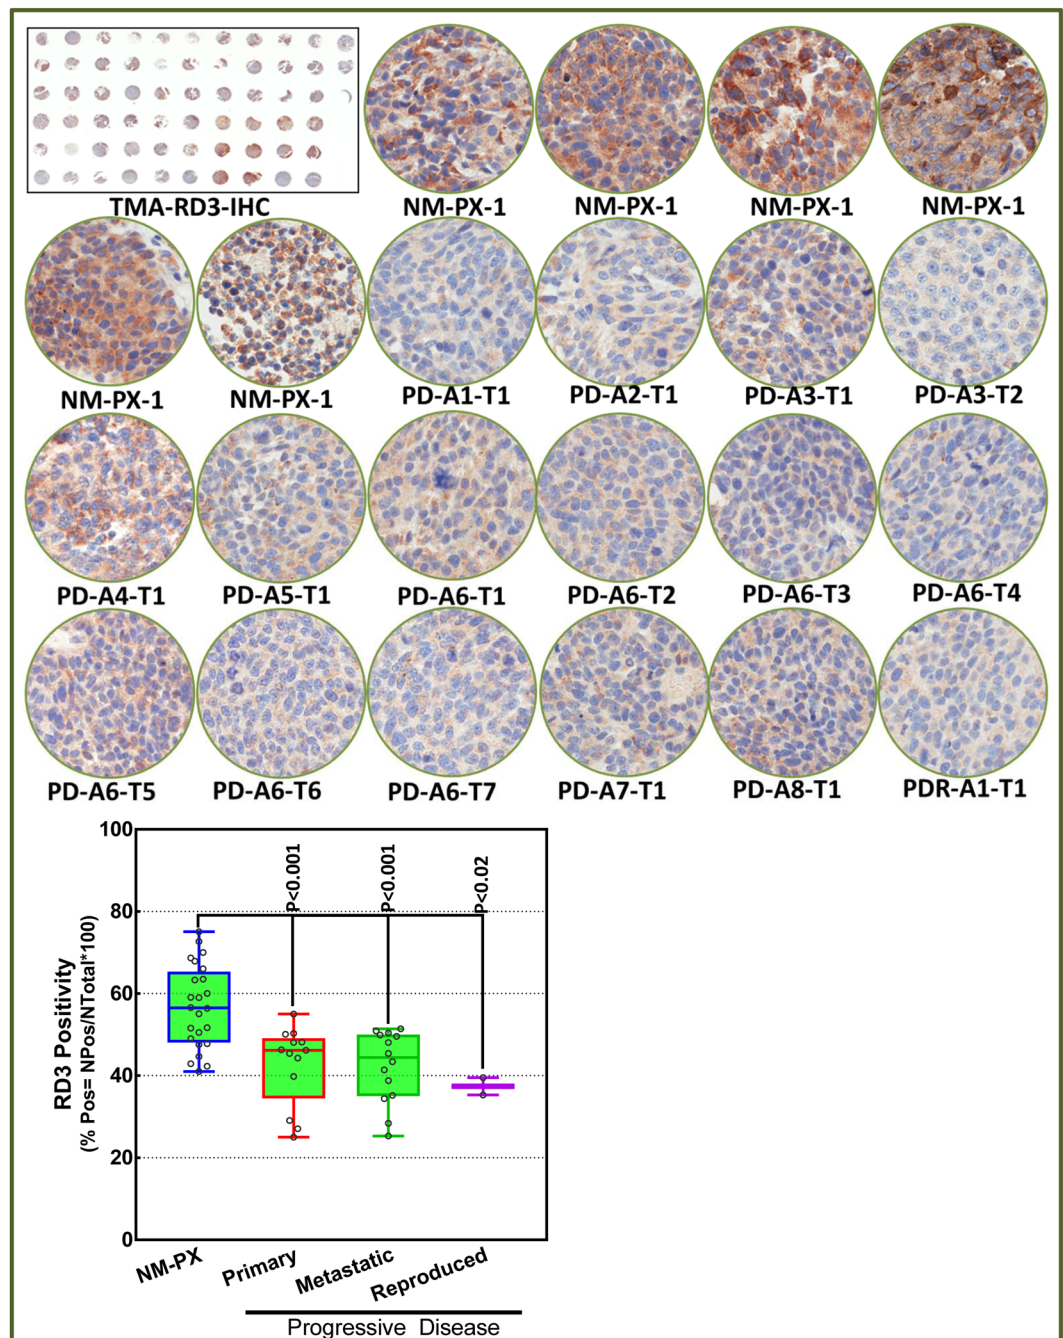 TMA-RD3-IHC
NM-PX-1
NM-PX-1
NM-PX-1
NM-PX-1
NM-PX-1
NM-PX-1
PD-A1-T1
PD-A2-T1
PD-A3-T1
PD-A3-T2
PD-A4-T1
PD-A5-T1
PD-A6-T1
PD-A6-T2
PD-A6-T3
PD-A6-T4
PD-A6-T5
PD-A6-T6
PD-A6-T7
PD-A7-T1
PD-A8-T1
PDR-A1-T1
RD3 Positivity
(% Pos= NPos/NTotal*100)
100
80
60
40
20
0
P<0.001
P<0.001
P<0.02
NM-PX
Primary
Metastatic
Reproduced
Progressive Disease